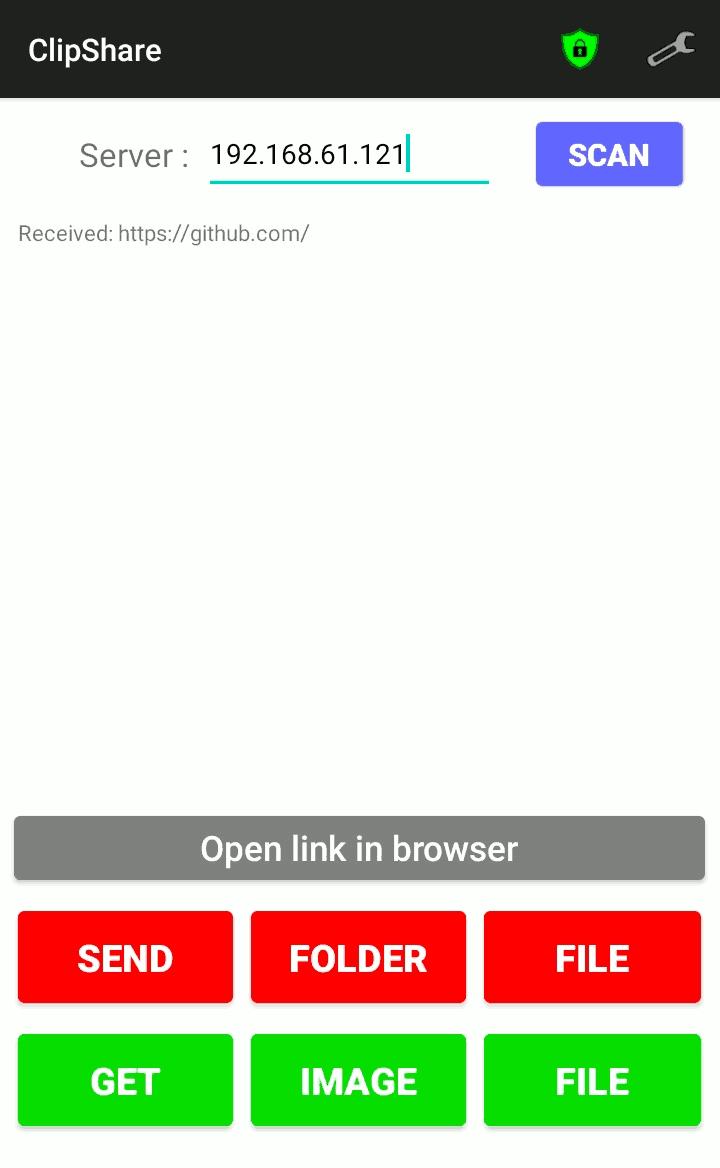 ClipShare
Server : 192.168.61.121 SCAN
Received: https://github.com/
Open link in browser
SEND FOLDER FILE
GET IMAGE FILE